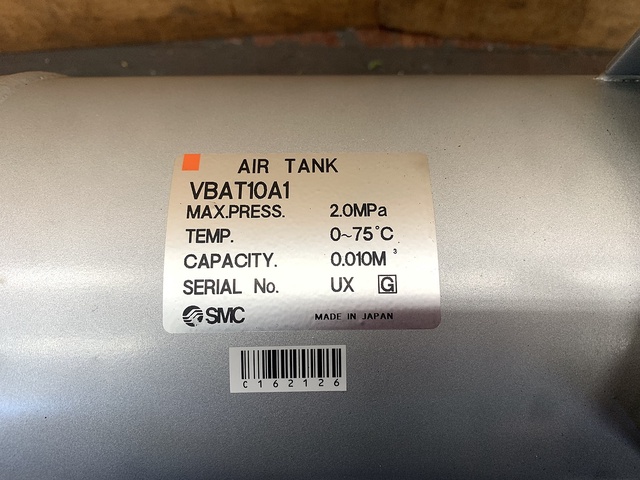 AIR TANK
VBAT10A1
MAX.PRESS. 2.0MPa
TEMP. 0~75°C
CAPACITY. 0.010M³
SERIAL No. UX G
SMC MADE IN JAPAN
C162126